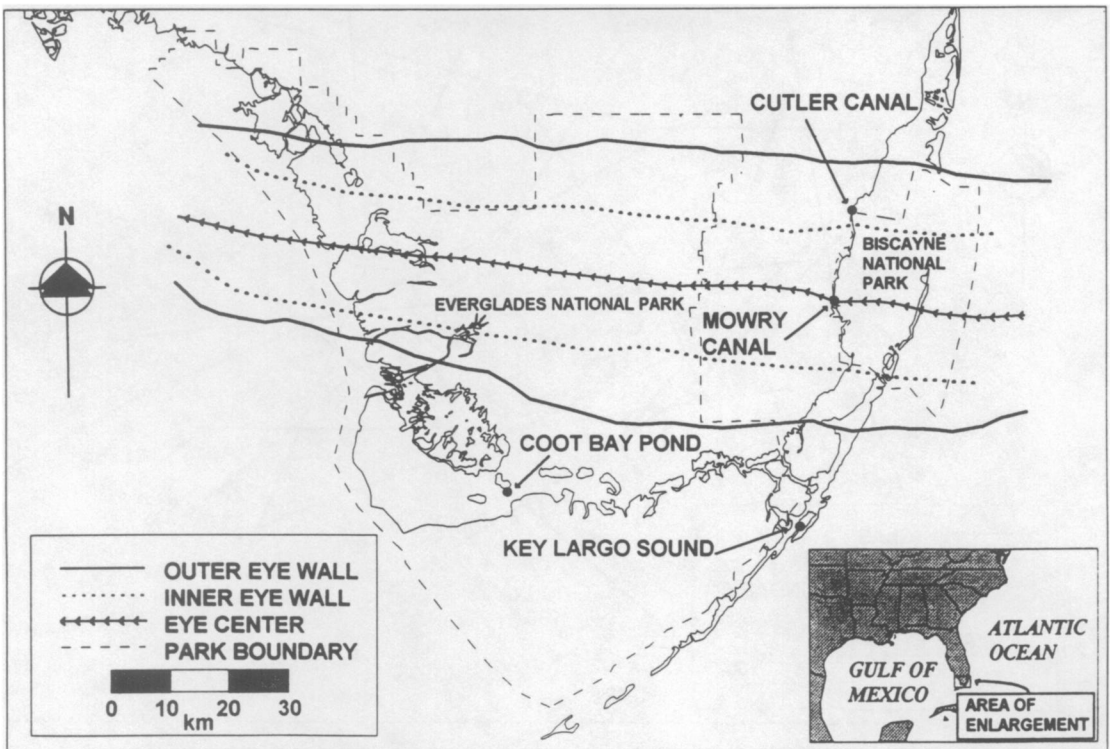 CUTLER CANAL
N
BISCAYNE
NATIONAL
PARK
EVERGLADES NATIONAL PARK
MOWRY
CANAL
COOT BAY POND
KEY LARGO SOUND
OUTER EYE WALL
INNER EYE WALL
EYE CENTER
PARK BOUNDARY
0 10 20 30
km
ATLANTIC
OCEAN
GULF OF
MEXICO
AREA OF
ENLARGEMENT